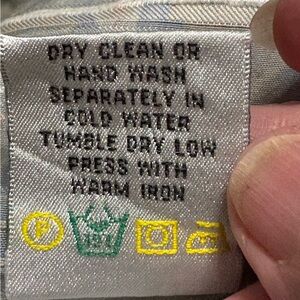 DRY CLEAN OR
HAND WASH
SEPARATELY IN
COLD WATER
TUMBLE DRY LOW
PRESS WITH
WARM IRON
P